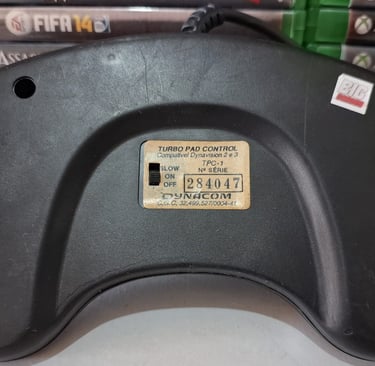 FIFA 14
ASSAS
TURBO PAD CONTROL
Compatível Dynavision 2 e 3
TPC-1
SLOW
Nº SÉRIE
ON
OFF
284047
DYNACOM
C.G.C. 32,499,527/0004-41